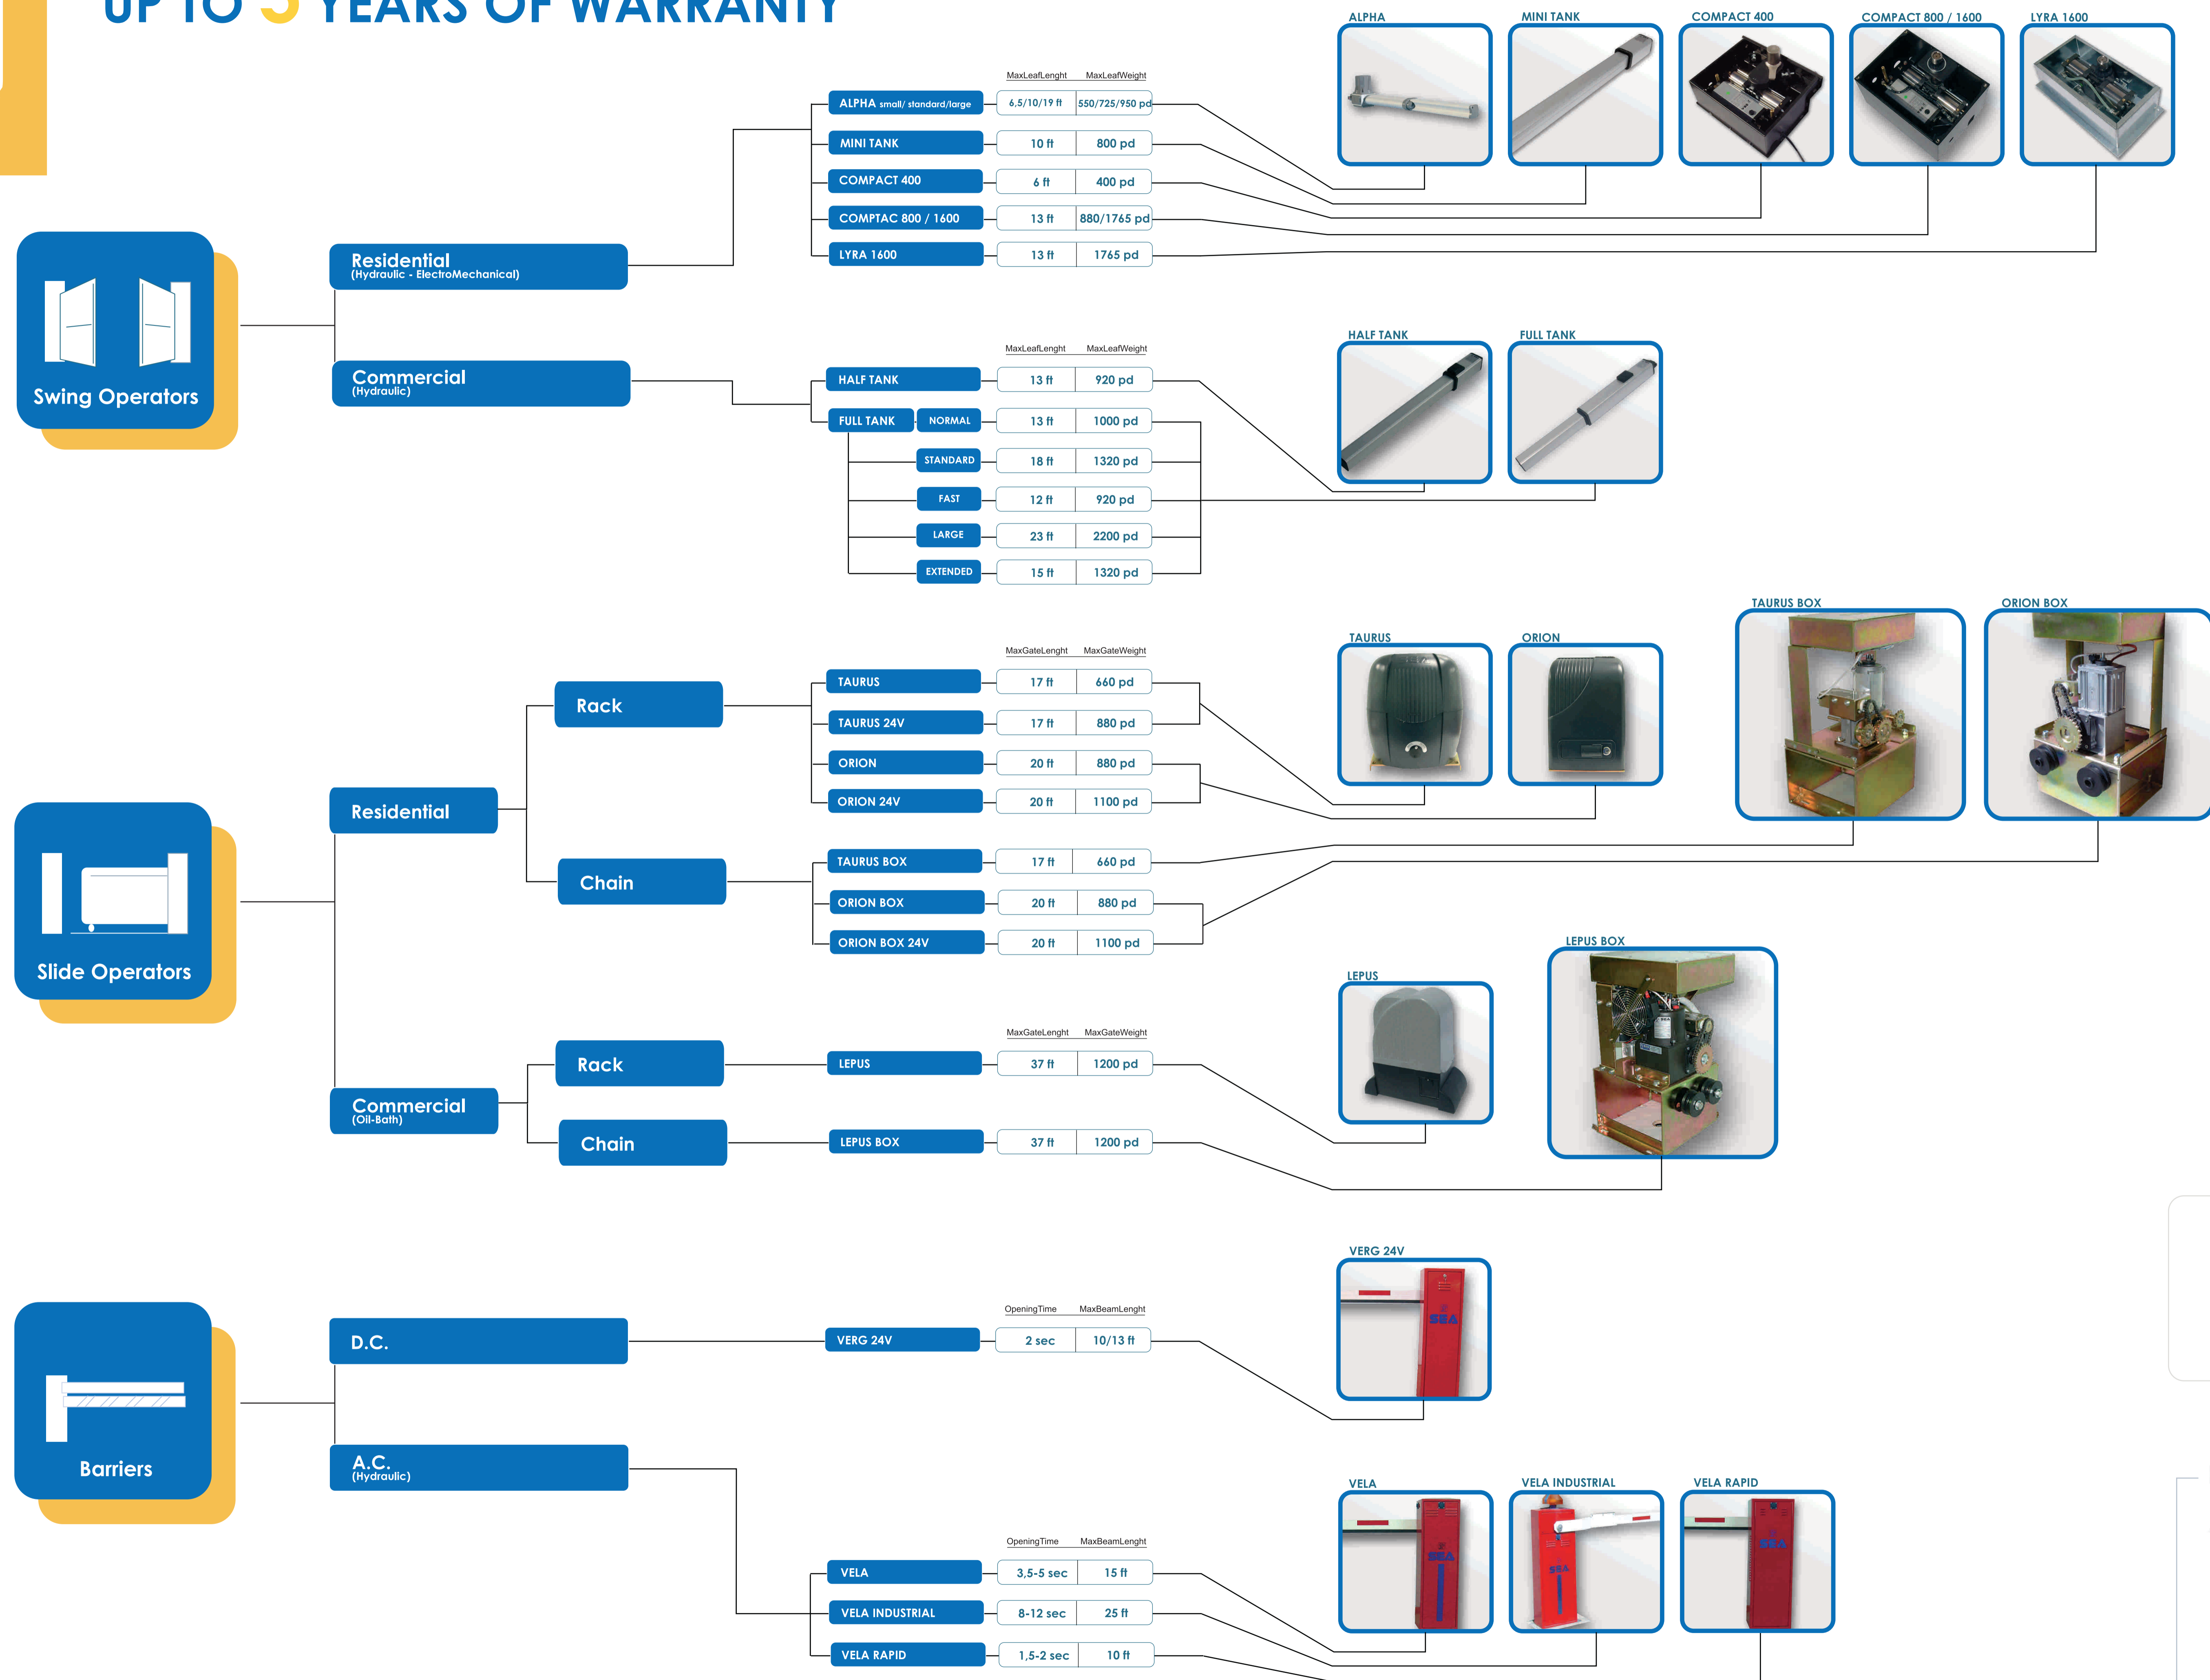 UP TO 5 YEARS OF WARRANTY
ALPHA
MINI TANK
COMPACT 400
COMPACT 800 / 1600
LYRA 1600
MaxLeafLenght MaxLeafWeight
ALPHA small/ standard/large 6,5/10/19 ft 550/725/950 pd
MINI TANK 10 ft 800 pd
COMPACT 400 6 ft 400 pd
COMPTAC 800 / 1600 13 ft 880/1765 pd
LYRA 1600 13 ft 1765 pd
Residential
(Hydraulic - ElectroMechanical)
Swing Operators
Commercial
(Hydraulic)
HALF TANK
FULL TANK
MaxLeafLenght MaxLeafWeight
HALF TANK 13 ft 920 pd
FULL TANK NORMAL 13 ft 1000 pd
STANDARD 18 ft 1320 pd
FAST 12 ft 920 pd
LARGE 23 ft 2200 pd
EXTENDED 15 ft 1320 pd
TAURUS BOX
ORION BOX
TAURUS
ORION
MaxGateLenght MaxGateWeight
Rack
TAURUS 17 ft 660 pd
TAURUS 24V 17 ft 880 pd
ORION 20 ft 880 pd
ORION 24V 20 ft 1100 pd
Residential
Chain
TAURUS BOX 17 ft 660 pd
ORION BOX 20 ft 880 pd
ORION BOX 24V 20 ft 1100 pd
Slide Operators
LEPUS
LEPUS BOX
SEA
MaxGateLenght MaxGateWeight
Rack
LEPUS 37 ft 1200 pd
Commercial
(Oil-Bath)
Chain
LEPUS BOX 37 ft 1200 pd
VERG 24V
SEA
OpeningTime MaxBeamLenght
D.C.
VERG 24V 2 sec 10/13 ft
Barriers
A.C.
(Hydraulic)
VELA
VELA INDUSTRIAL
VELA RAPID
SEA
SEA
SEA
OpeningTime MaxBeamLenght
VELA 3,5-5 sec 15 ft
VELA INDUSTRIAL 8-12 sec 25 ft
VELA RAPID 1,5-2 sec 10 ft